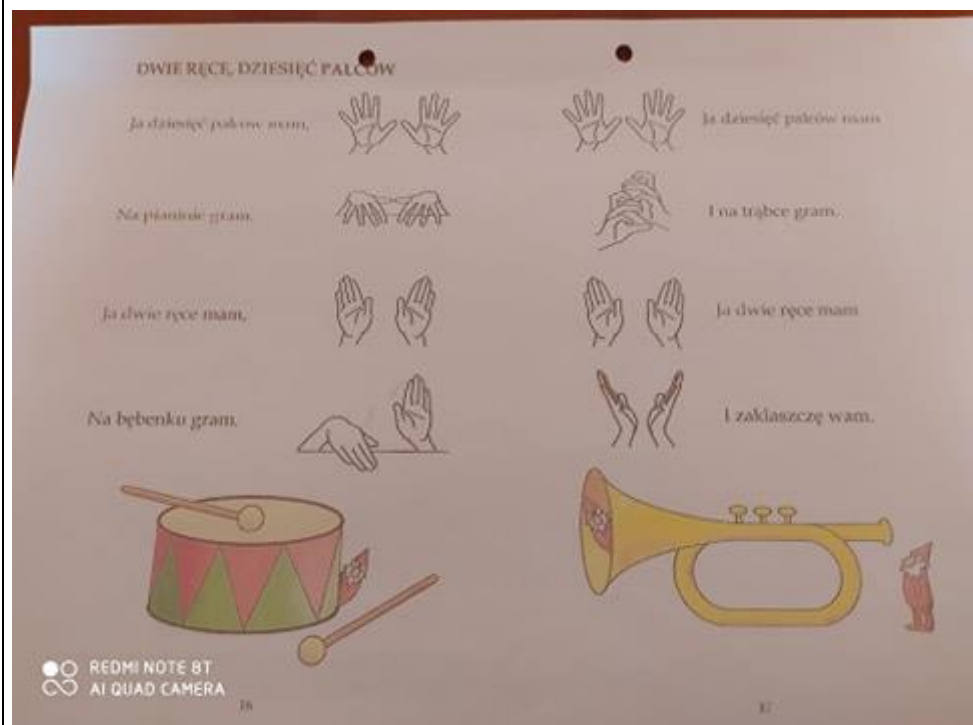 DWIE RĘCE, DZIESIĘĆ PALCÓW
Ja dziesięć palców mam,
Na pianinie gram.
Ja dwie ręce mam,
Na bębenku gram.
Ja dziesięć palców mam
I na trąbce gram.
Ja dwie ręce mam
I zaklaszczę wam.
REDMI NOTE 8T
AI QUAD CAMERA
16
17